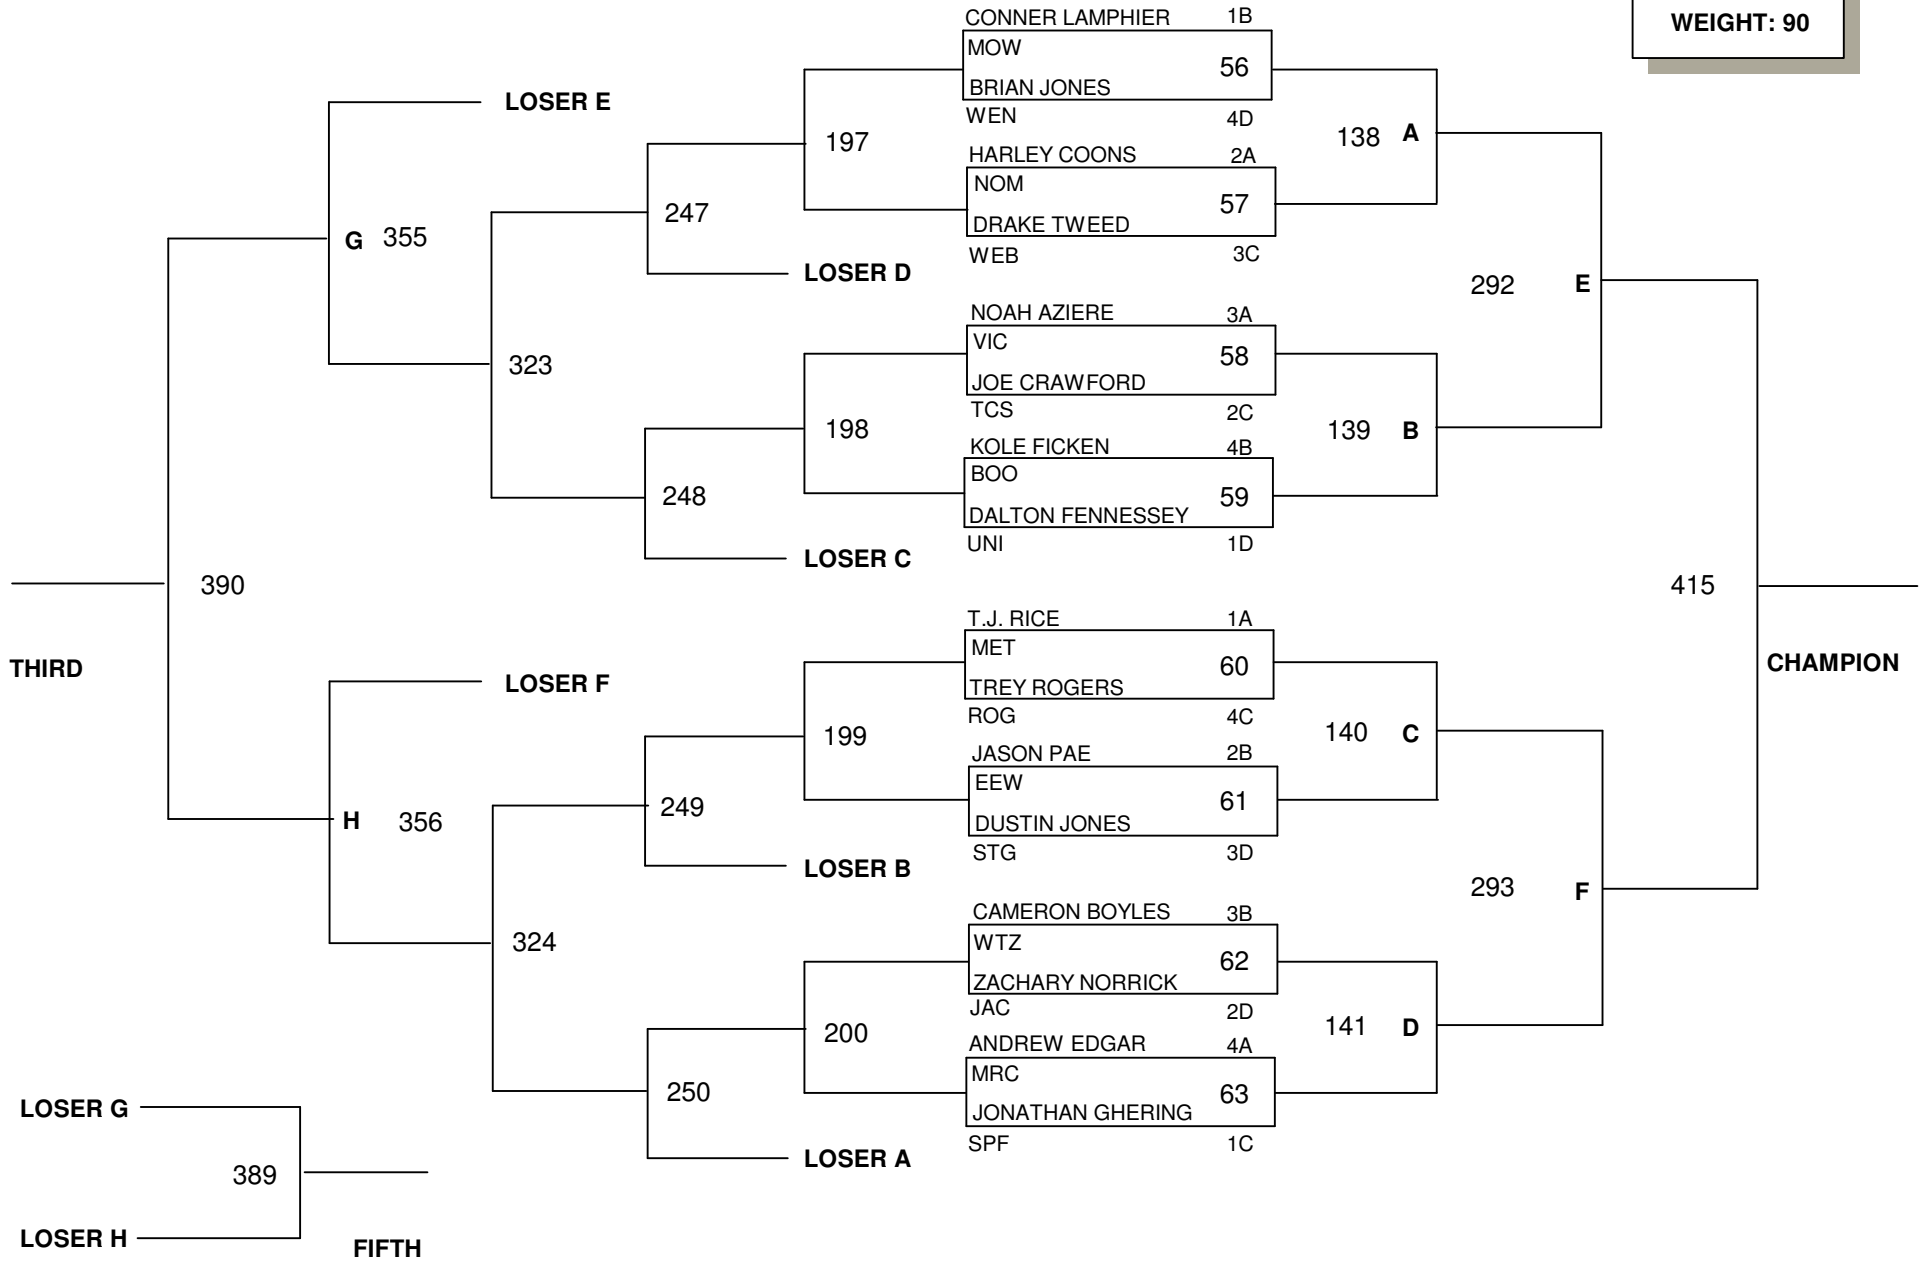 WEIGHT: 90
CONNER LAMPHIER 1B
MOW
56
BRIAN JONES
WEN 4D
HARLEY COONS 2A
NOM
57
DRAKE TWEED
WEB 3C
NOAH AZIERE 3A
VIC
58
JOE CRAWFORD
TCS 2C
KOLE FICKEN 4B
BOO
59
DALTON FENNESSEY
UNI 1D
T.J. RICE 1A
MET
60
TREY ROGERS
ROG 4C
JASON PAE 2B
EEW
61
DUSTIN JONES
STG 3D
CAMERON BOYLES 3B
WTZ
62
ZACHARY NORRICK
JAC 2D
ANDREW EDGAR 4A
MRC
63
JONATHAN GHERING
SPF 1C
138 A
139 B
140 C
141 D
292 E
293 F
415
CHAMPION
197
198
199
200
247
LOSER D
248
LOSER C
249
LOSER B
250
LOSER A
323
324
LOSER E
G 355
LOSER F
H 356
390
THIRD
LOSER G
389
LOSER H
FIFTH